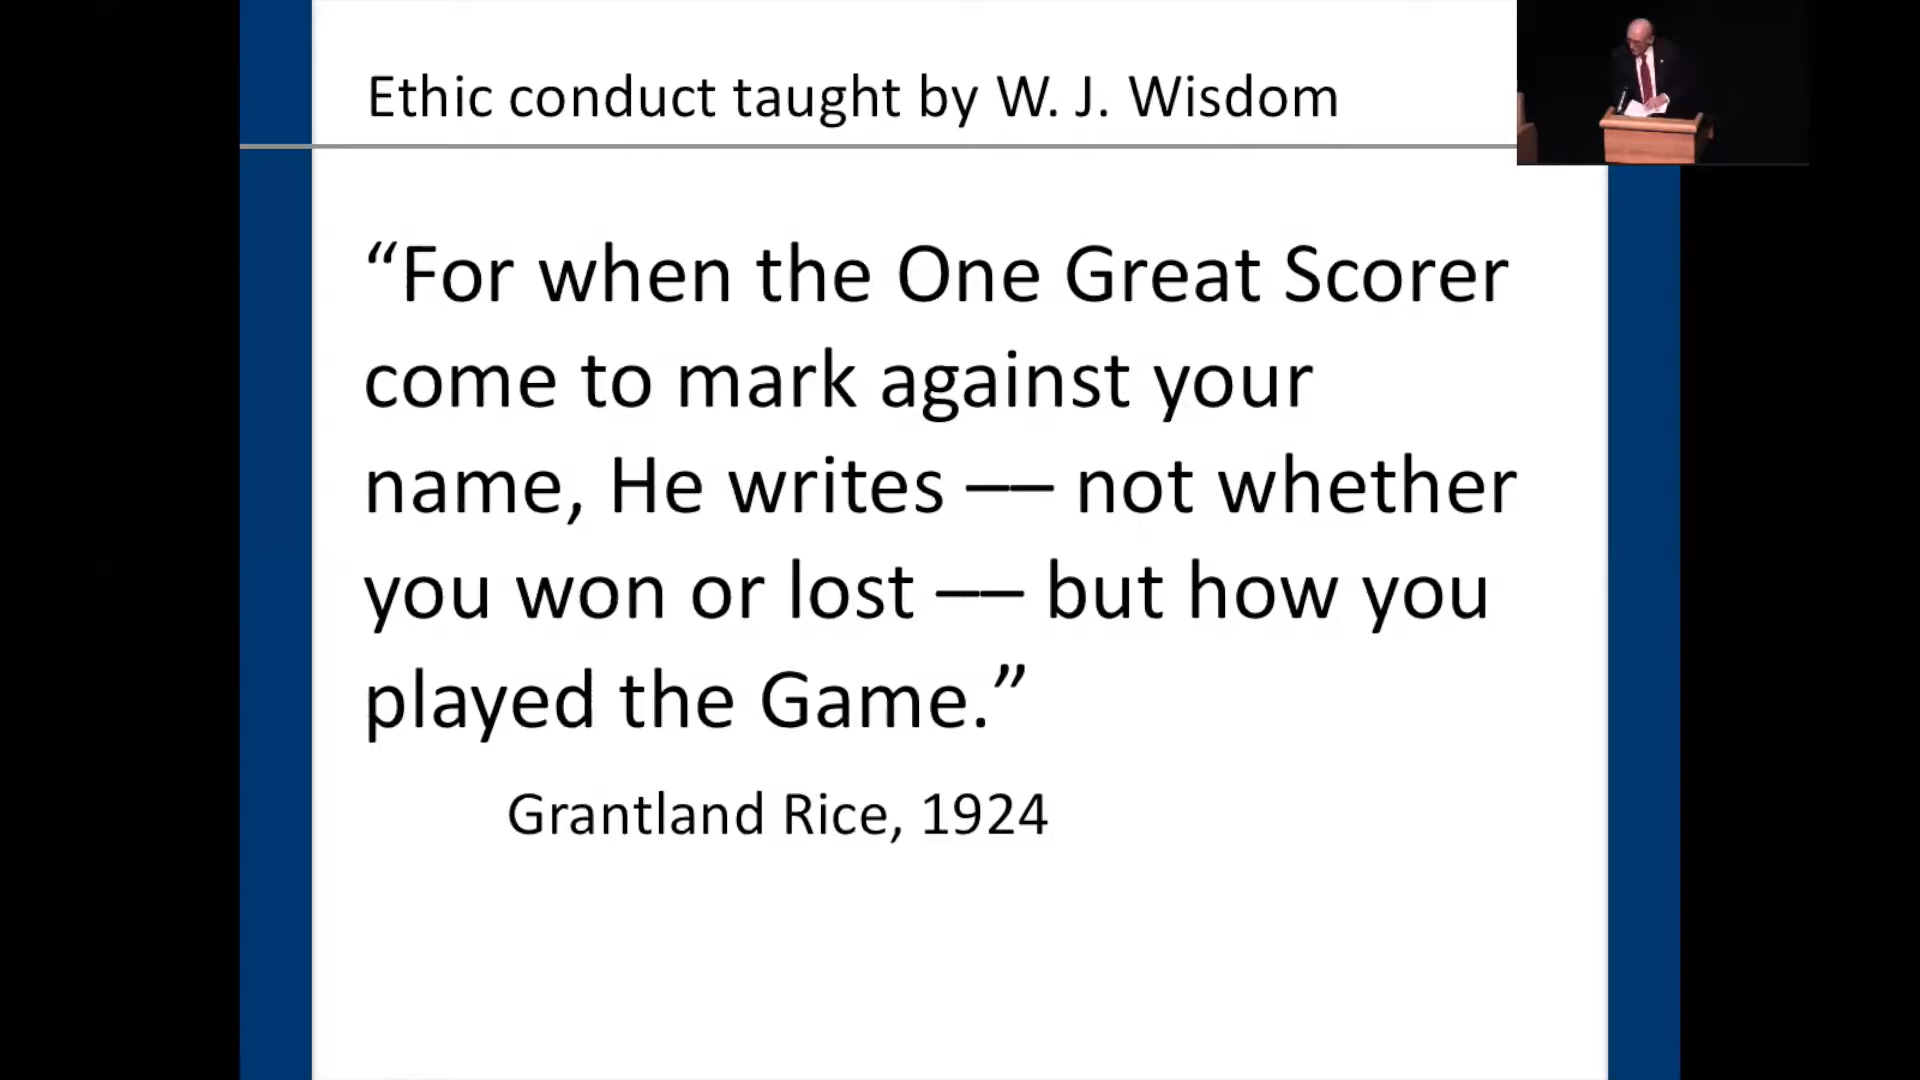 Ethic conduct taught by W. J. Wisdom
“For when the One Great Scorer
come to mark against your
name, He writes –– not whether
you won or lost –– but how you
played the Game.”
Grantland Rice, 1924